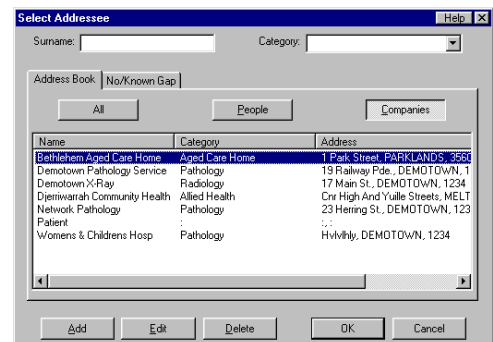 Select Addressee Help X
Surname: Category:
Address Book No/Known Gap
All People Companies
Name Category Address
Bethlehem Aged Care Home Aged Care Home 1 Park Street, PARKLANDS, 3560
Demotown Pathology Service Pathology 19 Railway Pde., DEMOTOWN, 1
Demotown X-Ray Radiology 17 Main St., DEMOTOWN, 1234
Djerriwarrah Community Health Allied Health Cnr High And Yuille Streets, MELT
Network Pathology Pathology 23 Herring St., DEMOTOWN, 123
Patient : :, :
Womens & Childrens Hosp Pathology Hvlvlhly, DEMOTOWN, 1234
Add Edit Delete OK Cancel